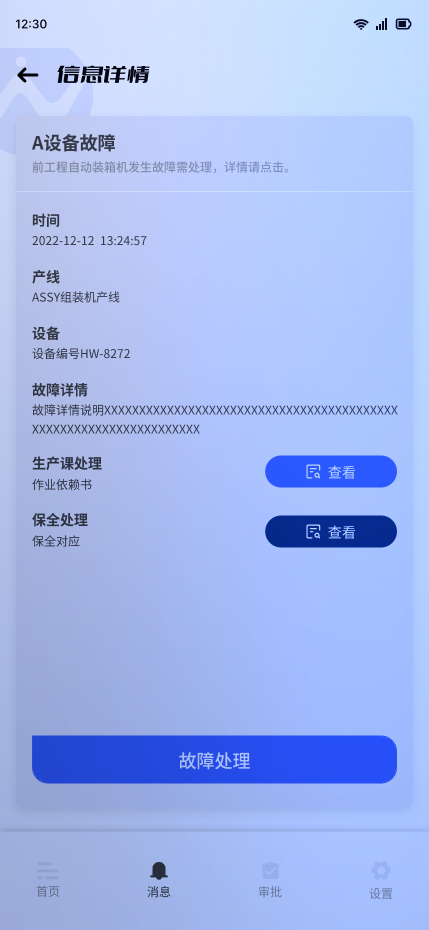 12:30
信息详情
A设备故障
前工程自动装箱机发生故障需处理，详情请点击。
时间
2022-12-12 13:24:57
产线
ASSY组装机产线
设备
设备编号HW-8272
故障详情
故障详情说明XXXXXXXXXXXXXXXXXXXXXXXXXXXXXXXXXXXXXXXXXX
XXXXXXXXXXXXXXXXXXXXXXXX
生产课处理
作业依赖书
查看
保全处理
保全对应
查看
故障处理
首页
消息
审批
设置